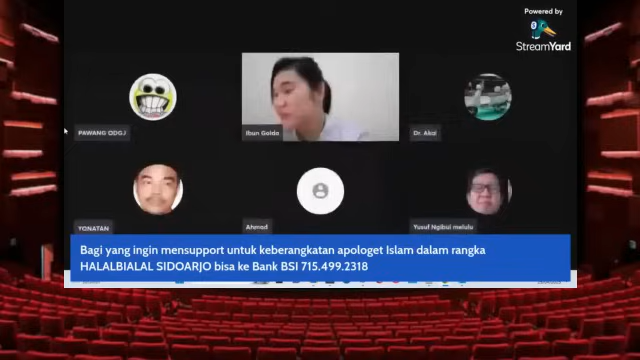 Powered by
StreamYard
PAWANG ODGJ
Ibun Goldo
Dr. Akal
YONATAN
Ahmad
Yusuf Ngibul melulu
Bagi yang ingin mensupport untuk keberangkatan apologet Islam dalam rangka
HALALBIALAL SIDOARJO bisa ke Bank BSI 715.499.2318